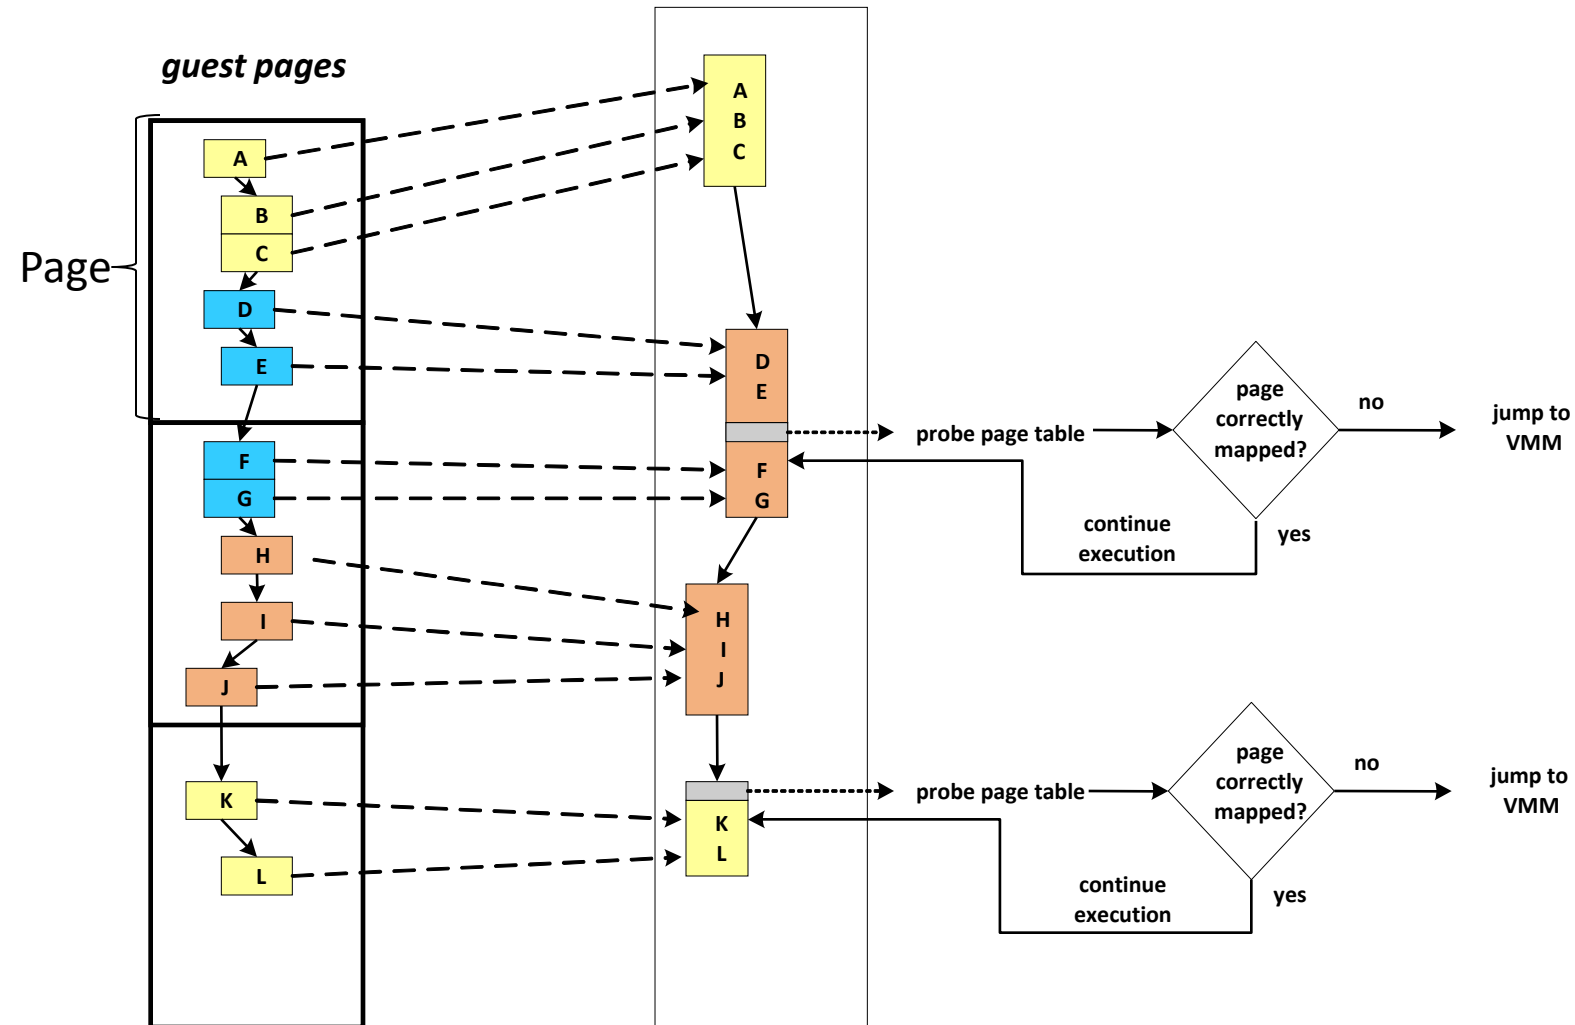 guest pages
Page
A
B
C
D
E
F
G
H
I
J
K
L
A
B
C
D
E
F
G
H
I
J
K
L
probe page table
page
correctly
mapped?
no
jump to
VMM
yes
continue
execution
probe page table
page
correctly
mapped?
no
jump to
VMM
yes
continue
execution